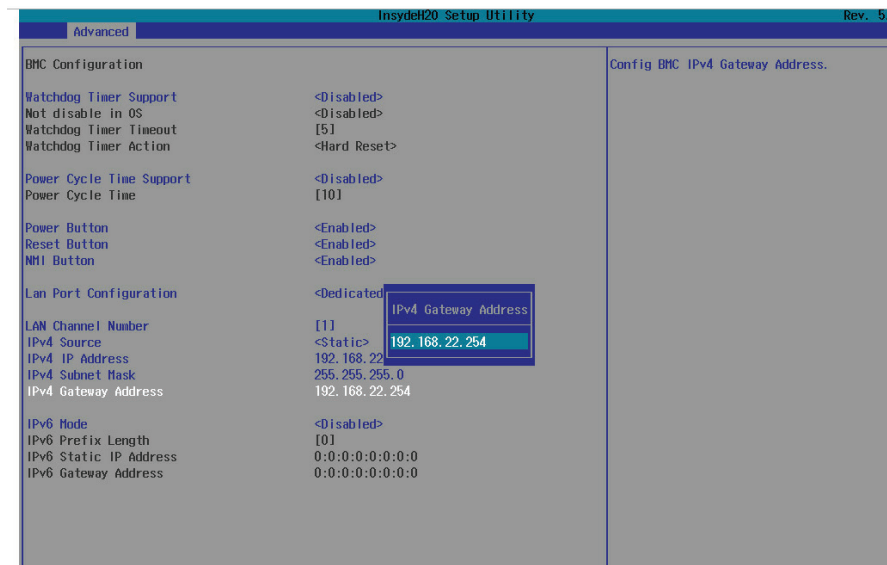 InsydeH2O Setup Utility Rev. 5
Advanced
BMC Configuration
Config BMC IPv4 Gateway Address.
Watchdog Timer Support <Disabled>
Not disable in OS <Disabled>
Watchdog Timer Timeout [5]
Watchdog Timer Action <Hard Reset>
Power Cycle Time Support <Disabled>
Power Cycle Time [10]
Power Button <Enabled>
Reset Button <Enabled>
NMI Button <Enabled>
Lan Port Configuration <Dedicated
IPv4 Gateway Address
192.168.22.254
LAN Channel Number [1]
IPv4 Source <Static>
IPv4 IP Address 192.168.22
IPv4 Subnet Mask 255.255.255.0
IPv4 Gateway Address 192.168.22.254
IPv6 Mode <Disabled>
IPv6 Prefix Length [0]
IPv6 Static IP Address 0:0:0:0:0:0:0:0
IPv6 Gateway Address 0:0:0:0:0:0:0:0